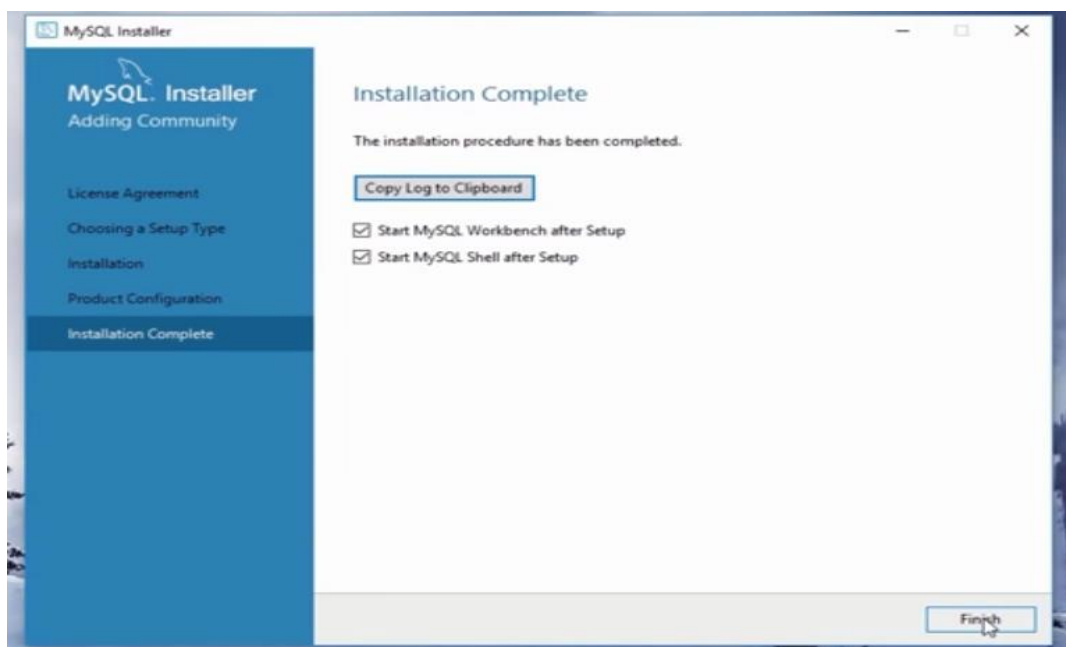 MySQL Installer
MySQL. Installer
Adding Community
License Agreement
Choosing a Setup Type
Installation
Product Configuration
Installation Complete
Installation Complete
The installation procedure has been completed.
Copy Log to Clipboard
Start MySQL Workbench after Setup
Start MySQL Shell after Setup
Finish